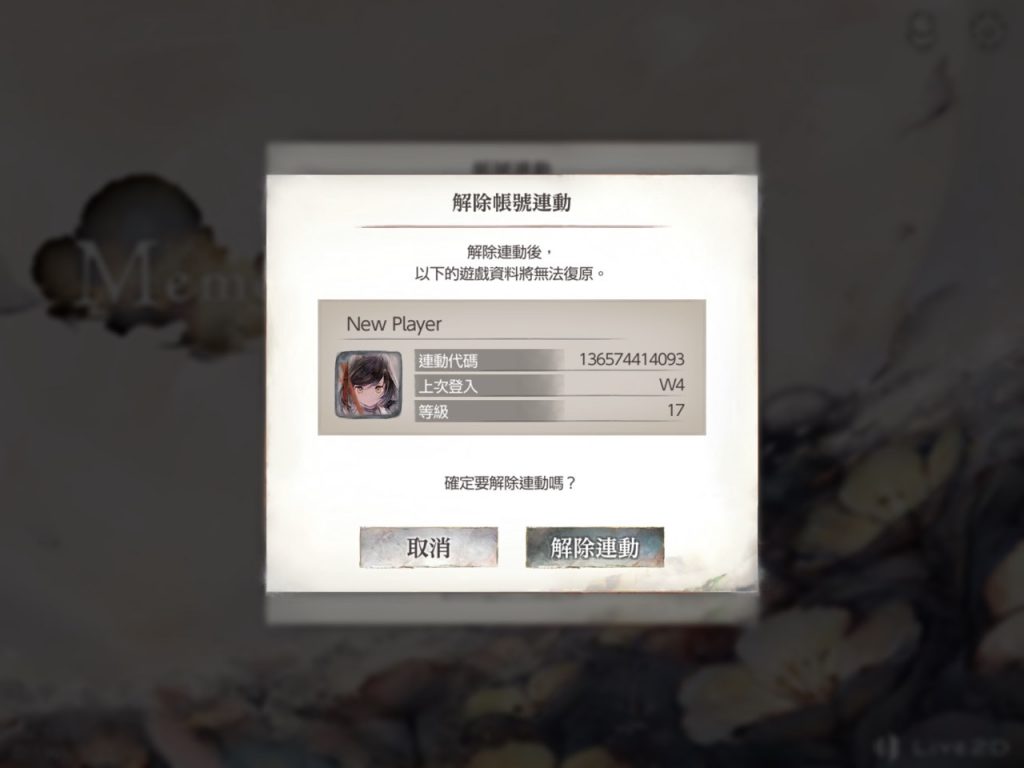 解除帳號連動
解除連動後，
以下的遊戲資料將無法復原。
New Player
連動代碼 136574414093
上次登入 W4
等級 17
確定要解除連動嗎？
取消 解除連動
Meme
Live2D